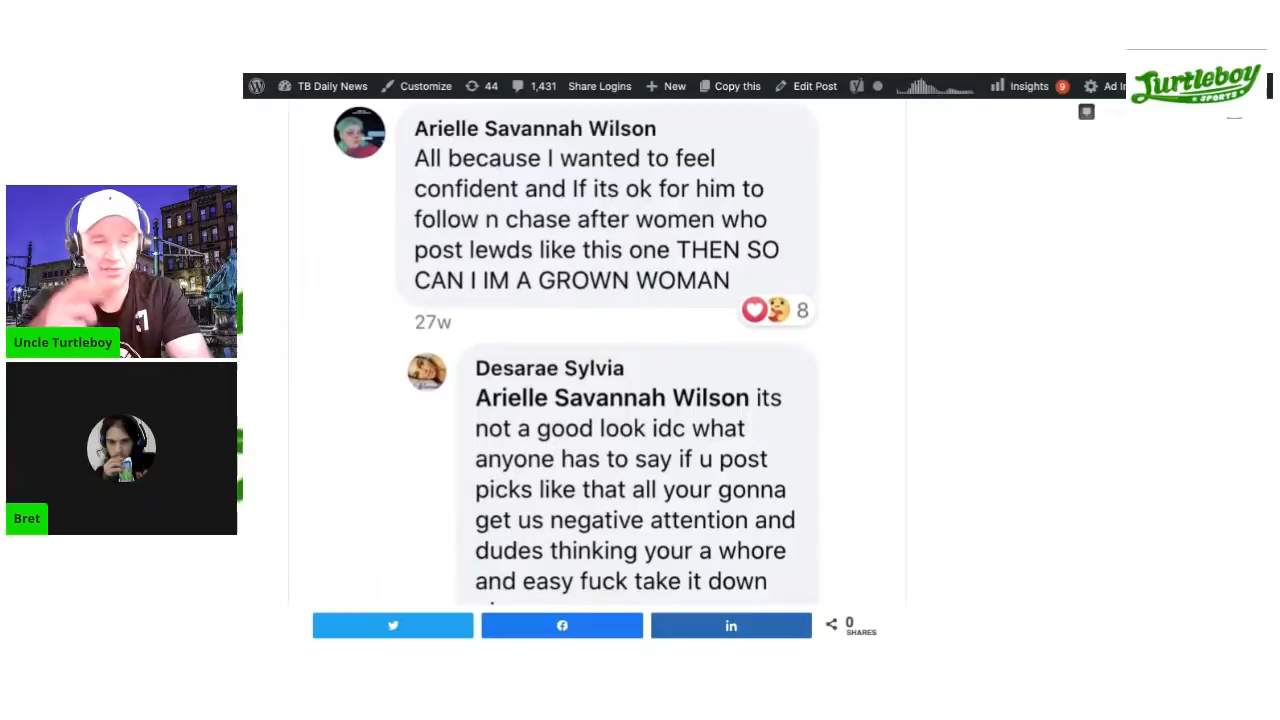 TB Daily News Customize 44 1,431 Share Logins New Copy this Edit Post Insights 9 Ad In
Turtleboy
SPORTS
Arielle Savannah Wilson
All because I wanted to feel
confident and If its ok for him to
follow n chase after women who
post lewds like this one THEN SO
CAN I IM A GROWN WOMAN
8
27w
Desarae Sylvia
Arielle Savannah Wilson its
not a good look idc what
anyone has to say if u post
picks like that all your gonna
get us negative attention and
dudes thinking your a whore
and easy fuck take it down
0
SHARES
Uncle Turtleboy
Bret